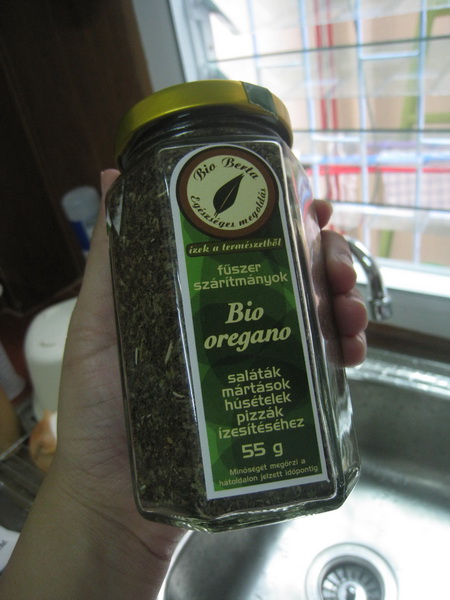 Bio Berta
Egészséges megoldás
ízek a természetből
fűszer
szárítmányok
Bio
oregano
saláták
mártások
húsételek
pizzák
ízesítéséhez
55 g
Minőségét megőrzi a
hátoldalon jelzett időpontig